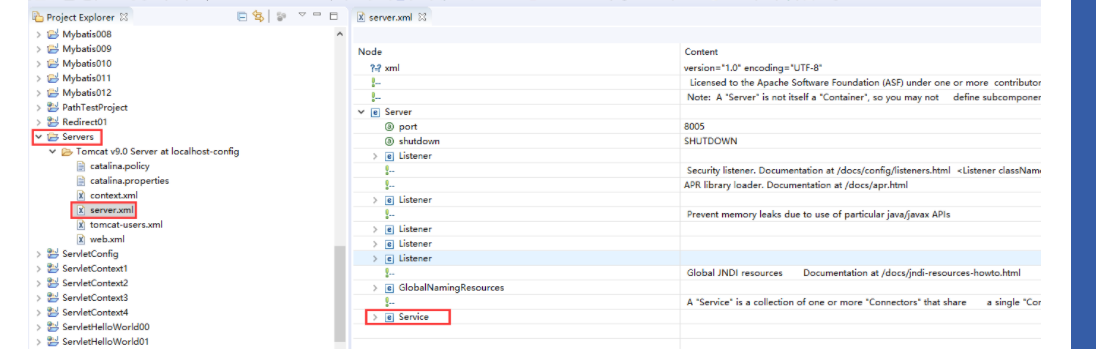 Project Explorer
Mybatis008
Mybatis009
Mybatis010
Mybatis011
Mybatis012
PathTestProject
Redirect01
Servers
Tomcat v9.0 Server at localhost-config
catalina.policy
catalina.properties
context.xml
server.xml
tomcat-users.xml
web.xml
ServletConfig
ServletContext1
ServletContext2
ServletContext3
ServletContext4
ServletHelloWorld00
ServletHelloWorld01
server.xml
Node Content
?=? xml version="1.0" encoding="UTF-8"
Licensed to the Apache Software Foundation (ASF) under one or more contributor
Note: A "Server" is not itself a "Container", so you may not define subcomponer
Server
port 8005
shutdown SHUTDOWN
Listener
Security listener. Documentation at /docs/config/listeners.html <Listener className
APR library loader. Documentation at /docs/apr.html
Listener
Prevent memory leaks due to use of particular java/javax APIs
Listener
Listener
Listener
Global JNDI resources Documentation at /docs/jndi-resources-howto.html
GlobalNamingResources
A "Service" is a collection of one or more "Connectors" that share a single "Cor
Service